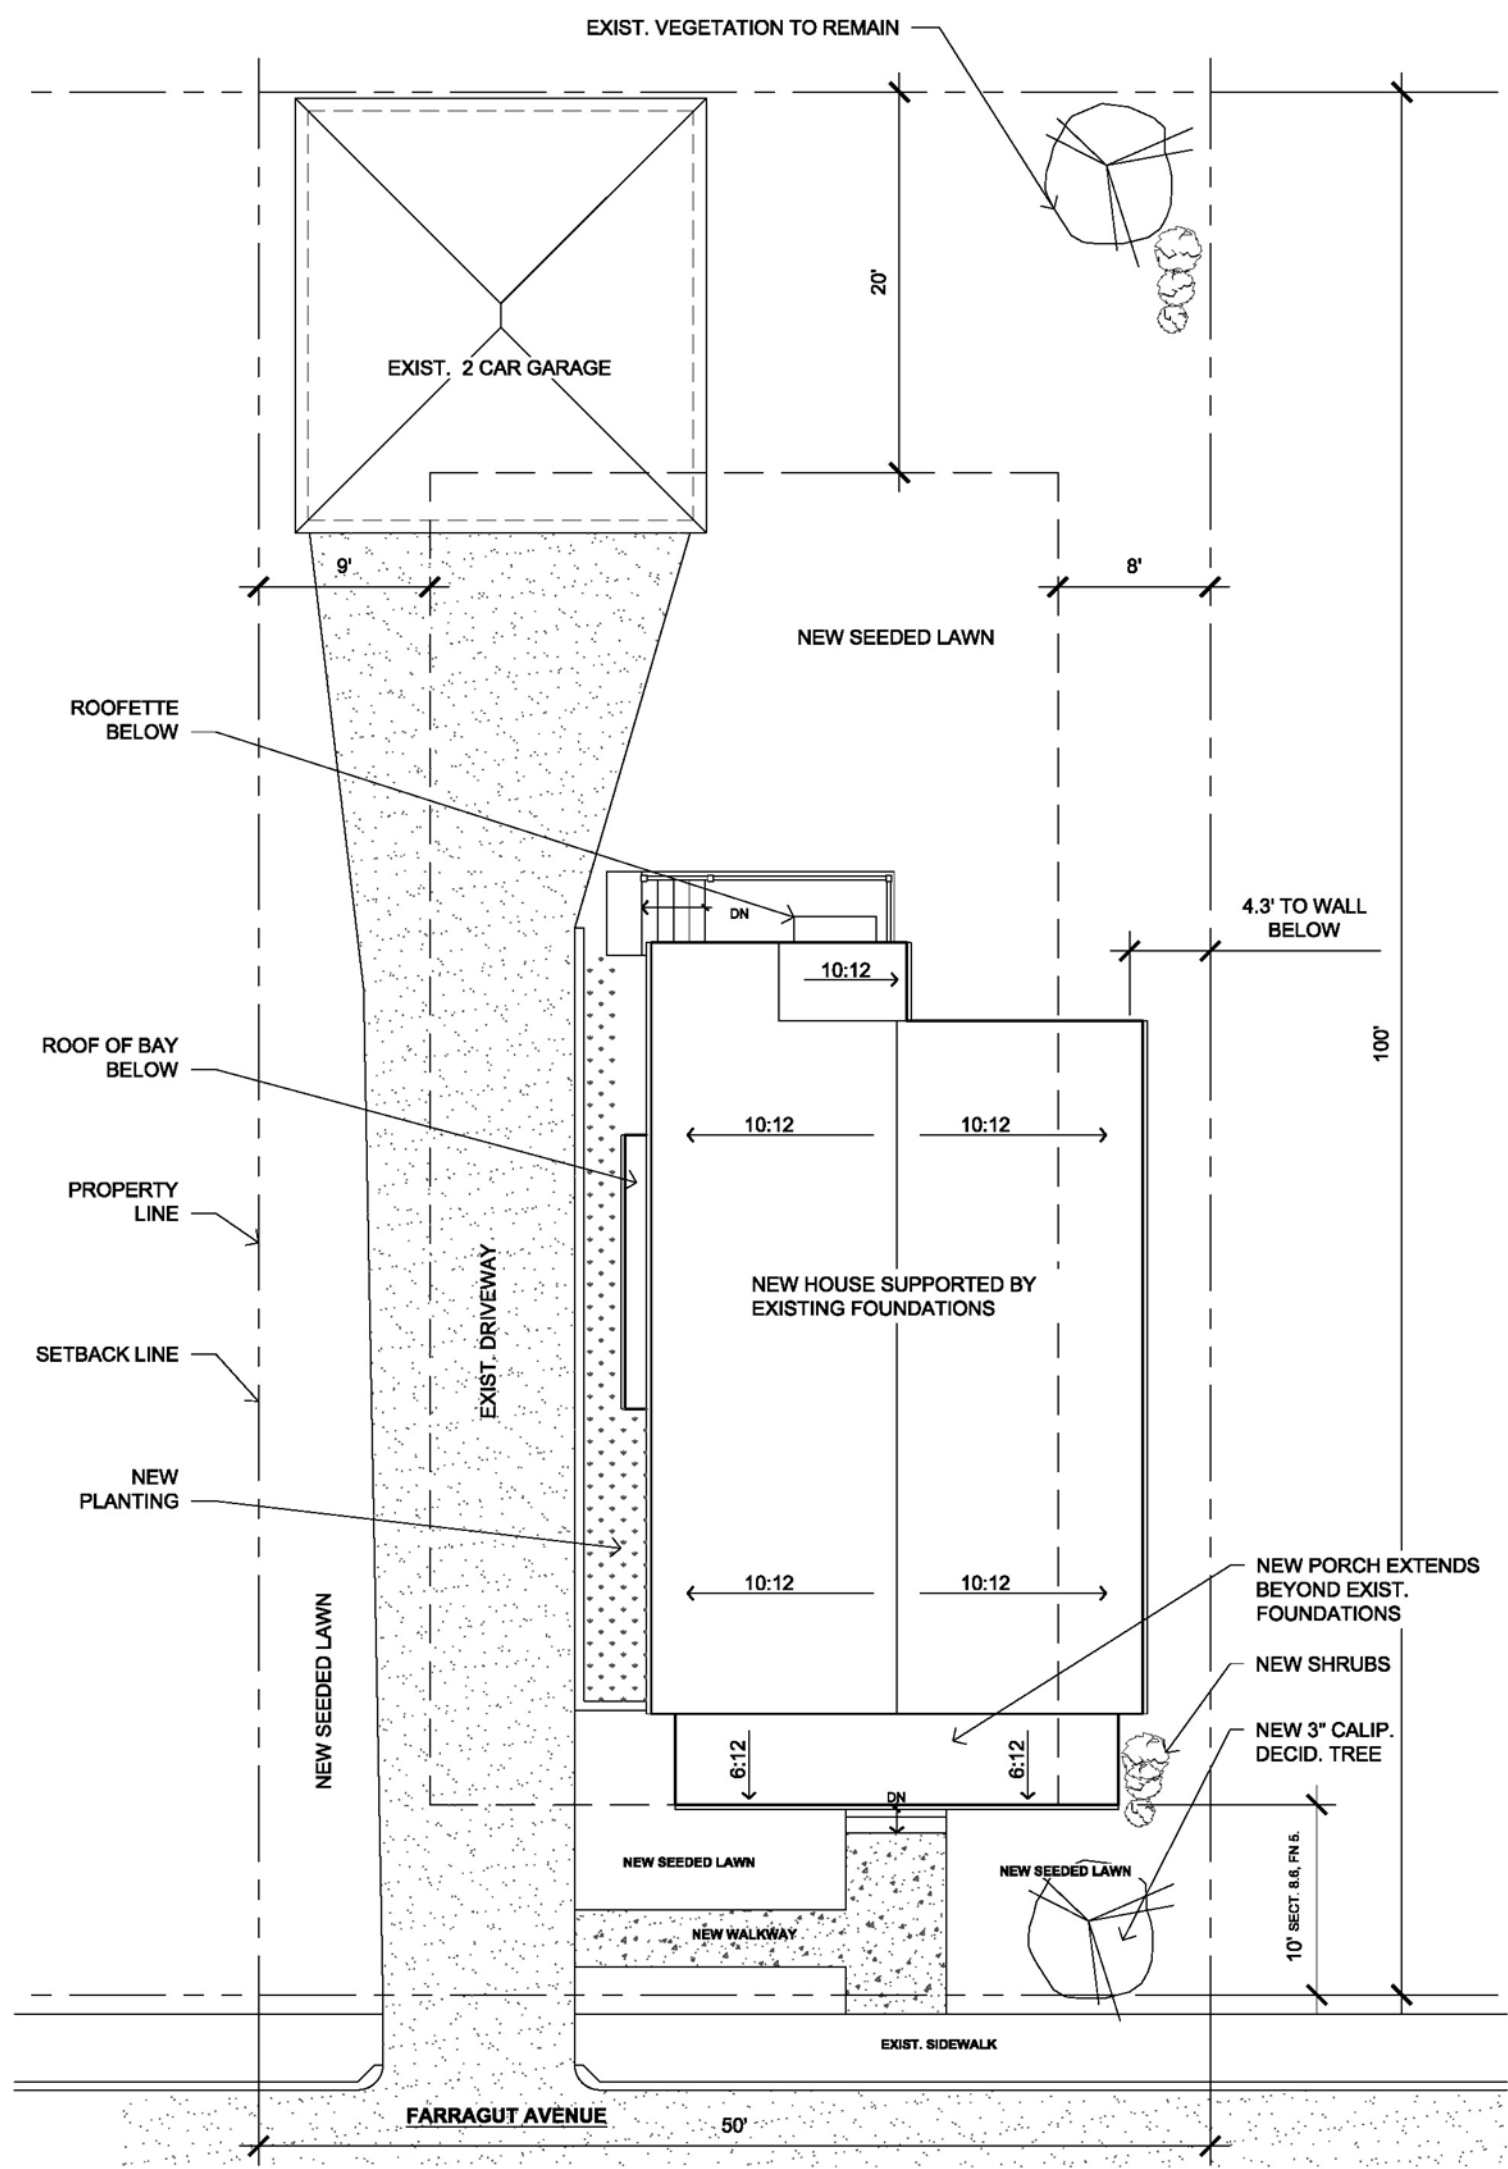 EXIST. VEGETATION TO REMAIN
20'
EXIST. 2 CAR GARAGE
9'
8'
NEW SEEDED LAWN
ROOFETTE
BELOW
DN
4.3' TO WALL
BELOW
10:12
100'
ROOF OF BAY
BELOW
10:12
10:12
PROPERTY
LINE
EXIST. DRIVEWAY
NEW HOUSE SUPPORTED BY
EXISTING FOUNDATIONS
SETBACK LINE
NEW
PLANTING
10:12
10:12
NEW PORCH EXTENDS
BEYOND EXIST.
FOUNDATIONS
NEW SEEDED LAWN
NEW SHRUBS
NEW 3" CALIP.
DECID. TREE
6:12
6:12
DN
NEW SEEDED LAWN
NEW SEEDED LAWN
10' SECT. 8.6, FN 5.
NEW WALKWAY
EXIST. SIDEWALK
FARRAGUT AVENUE
50'